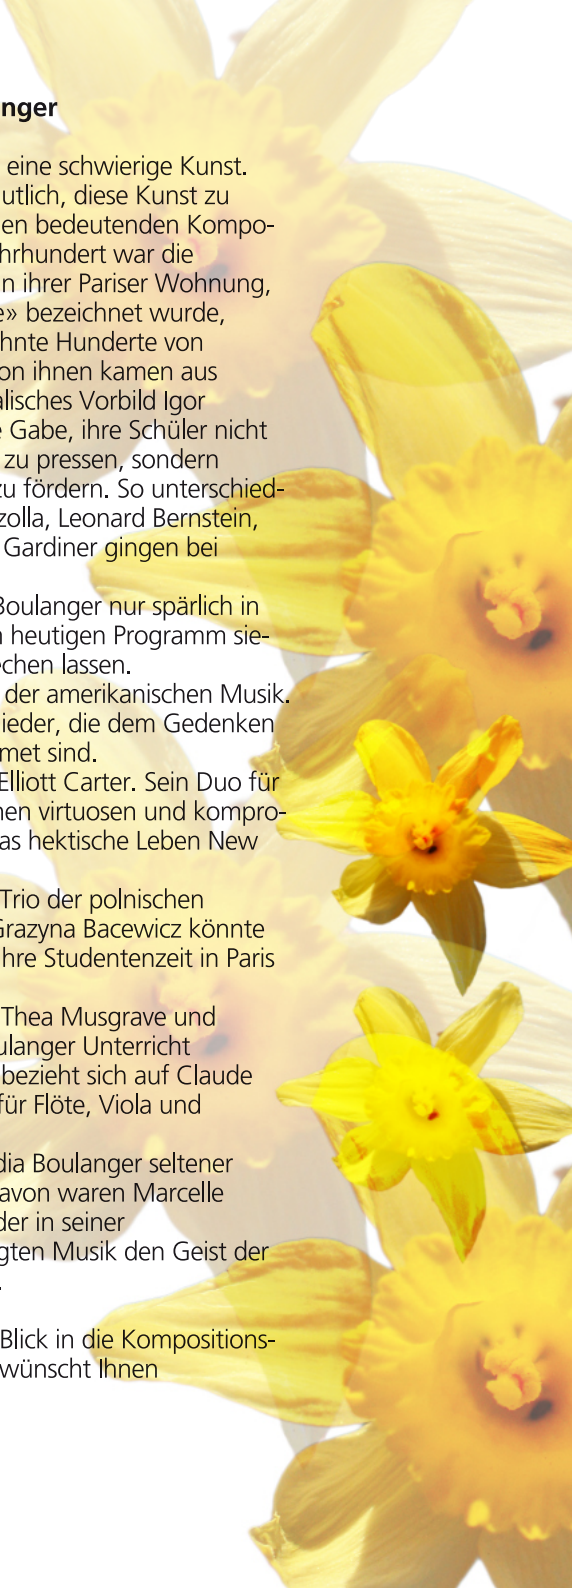 nger
eine schwierige Kunst.
utlich, diese Kunst zu
en bedeutenden Kompo-
hrhundert war die
n ihrer Pariser Wohnung,
e» bezeichnet wurde,
hnte Hunderte von
on ihnen kamen aus
alisches Vorbild Igor
e Gabe, ihre Schüler nicht
zu pressen, sondern
zu fördern. So unterschied-
zolla, Leonard Bernstein,
Gardiner gingen bei
Boulanger nur spärlich in
n heutigen Programm sie-
echen lassen.
der amerikanischen Musik.
ieder, die dem Gedenken
met sind.
Elliott Carter. Sein Duo für
nen virtuosen und kompro-
as hektische Leben New
Trio der polnischen
Grazyna Bacewicz könnte
hre Studentenzeit in Paris
Thea Musgrave und
ulanger Unterricht
bezieht sich auf Claude
für Flöte, Viola und
dia Boulanger seltener
avon waren Marcelle
der in seiner
gten Musik den Geist der
.
Blick in die Kompositions-
wünscht Ihnen